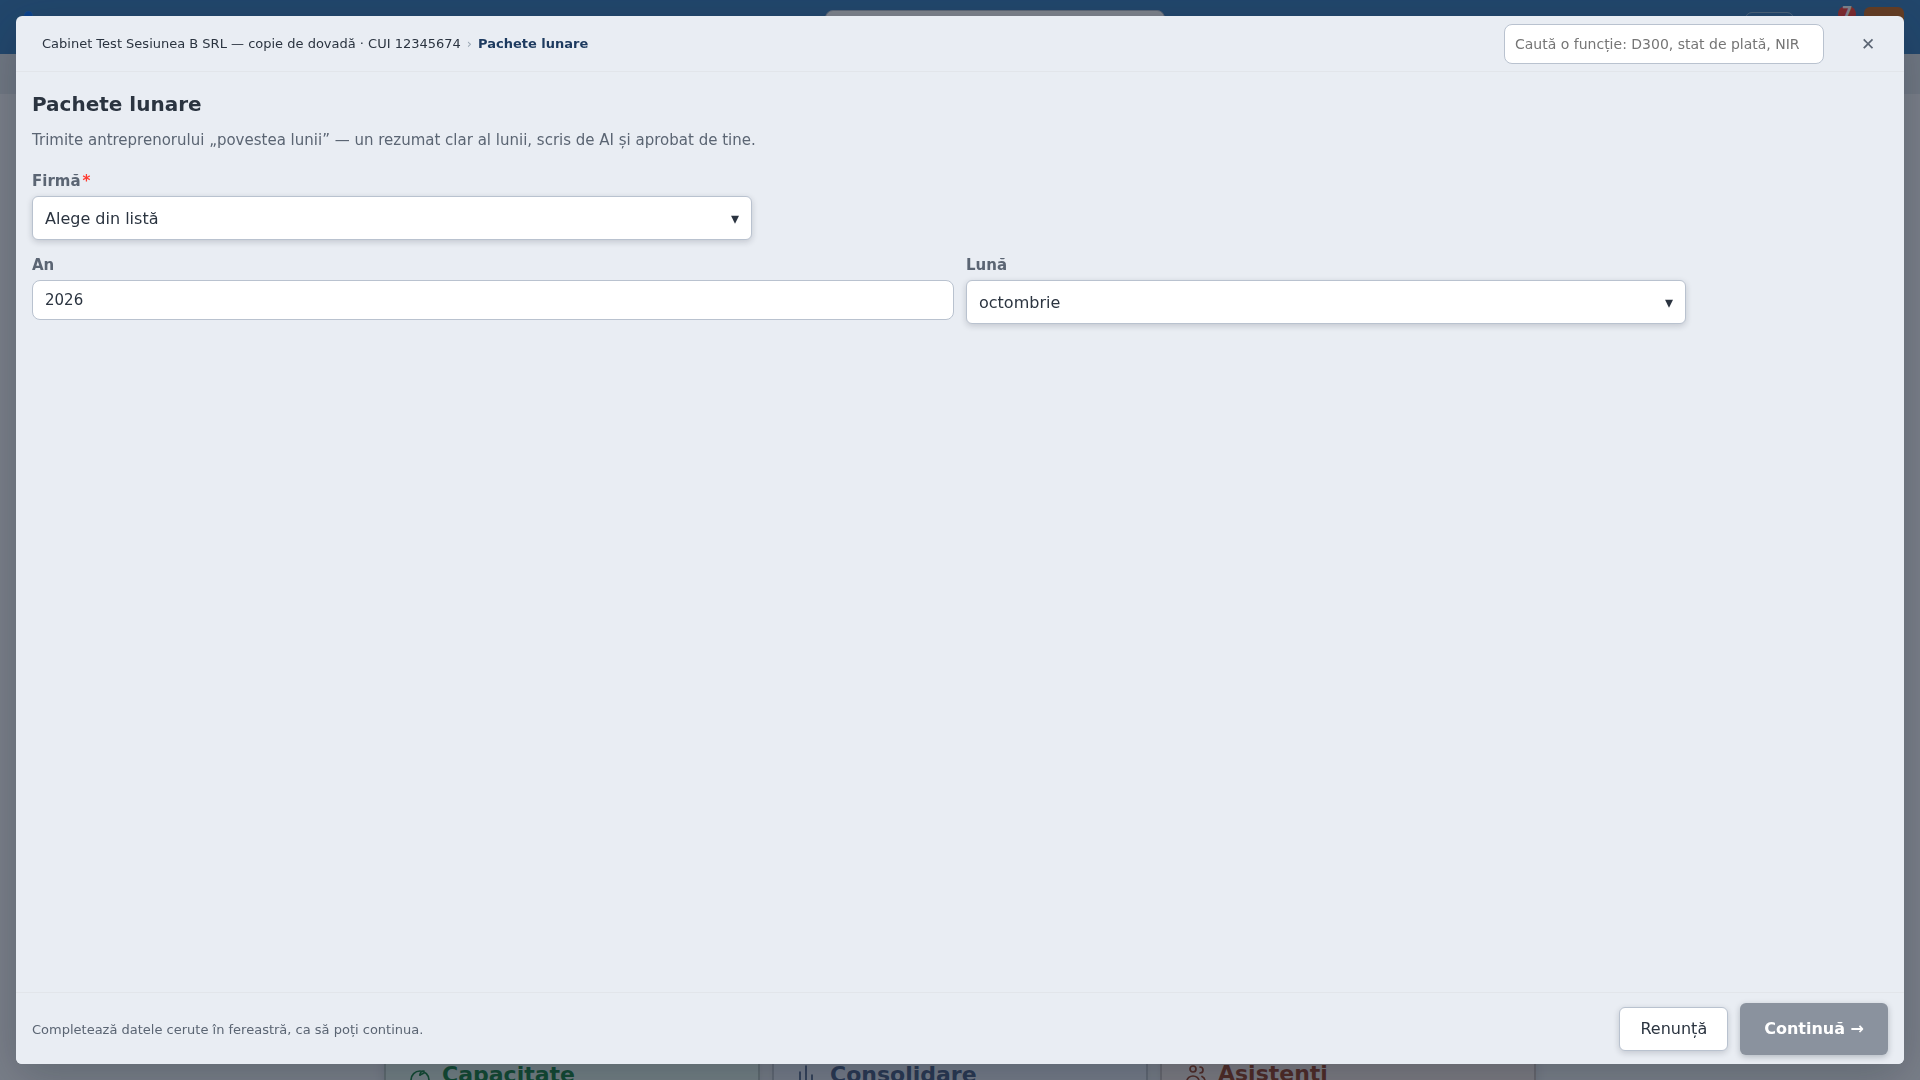 7
Cabinet Test Sesiunea B SRL — copie de dovadă · CUI 12345674 › Pachete lunare
Caută o funcție: D300, stat de plată, NIR
✕
Pachete lunare
Trimite antreprenorului „povestea lunii” — un rezumat clar al lunii, scris de AI și aprobat de tine.
Firmă*
Alege din listă ▾
An
2026
Lună
octombrie ▾
Completează datele cerute în fereastră, ca să poți continua.
Renunță
Continuă →
Capacitate
Consolidare
Asistenți